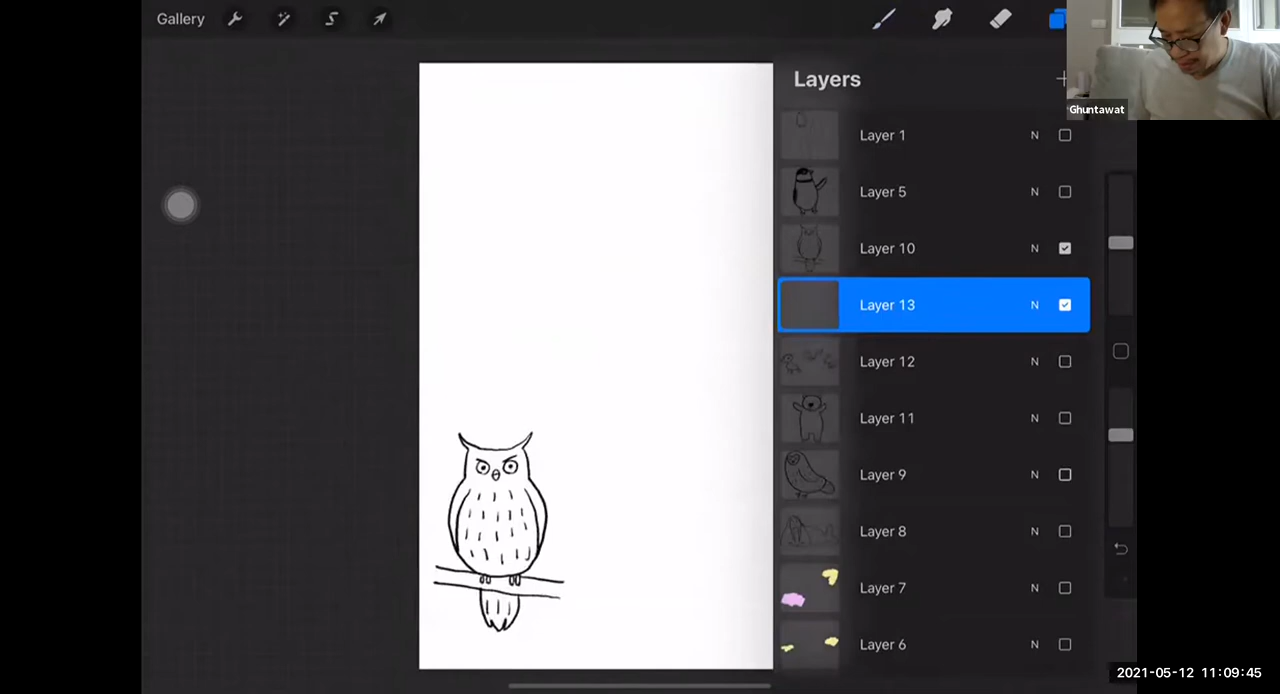 Gallery
Layers
Ghuntawat
Layer 1 N
Layer 5 N
Layer 10 N
Layer 13 N
Layer 12 N
Layer 11 N
Layer 9 N
Layer 8 N
Layer 7 N
Layer 6 N
2021-05-12 11:09:45